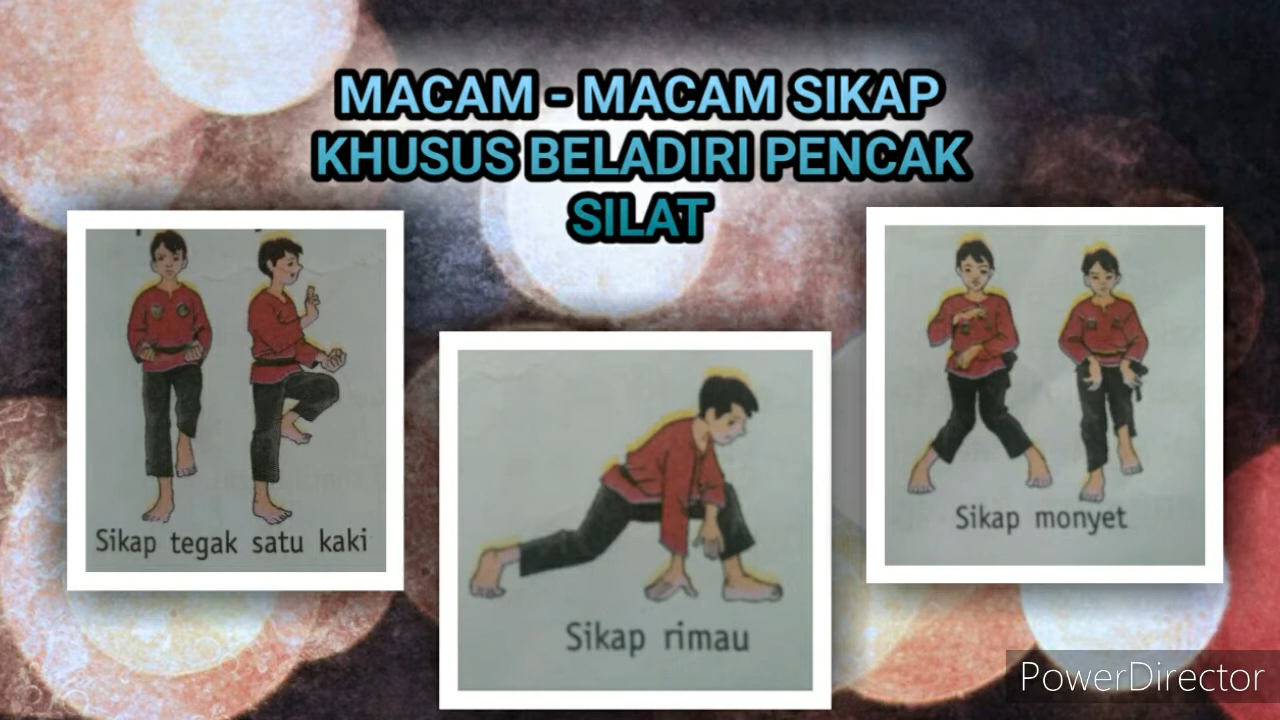 MACAM - MACAM SIKAP
KHUSUS BELADIRI PENCAK
SILAT
Sikap tegak satu kaki
Sikap rimau
Sikap monyet
PowerDirector